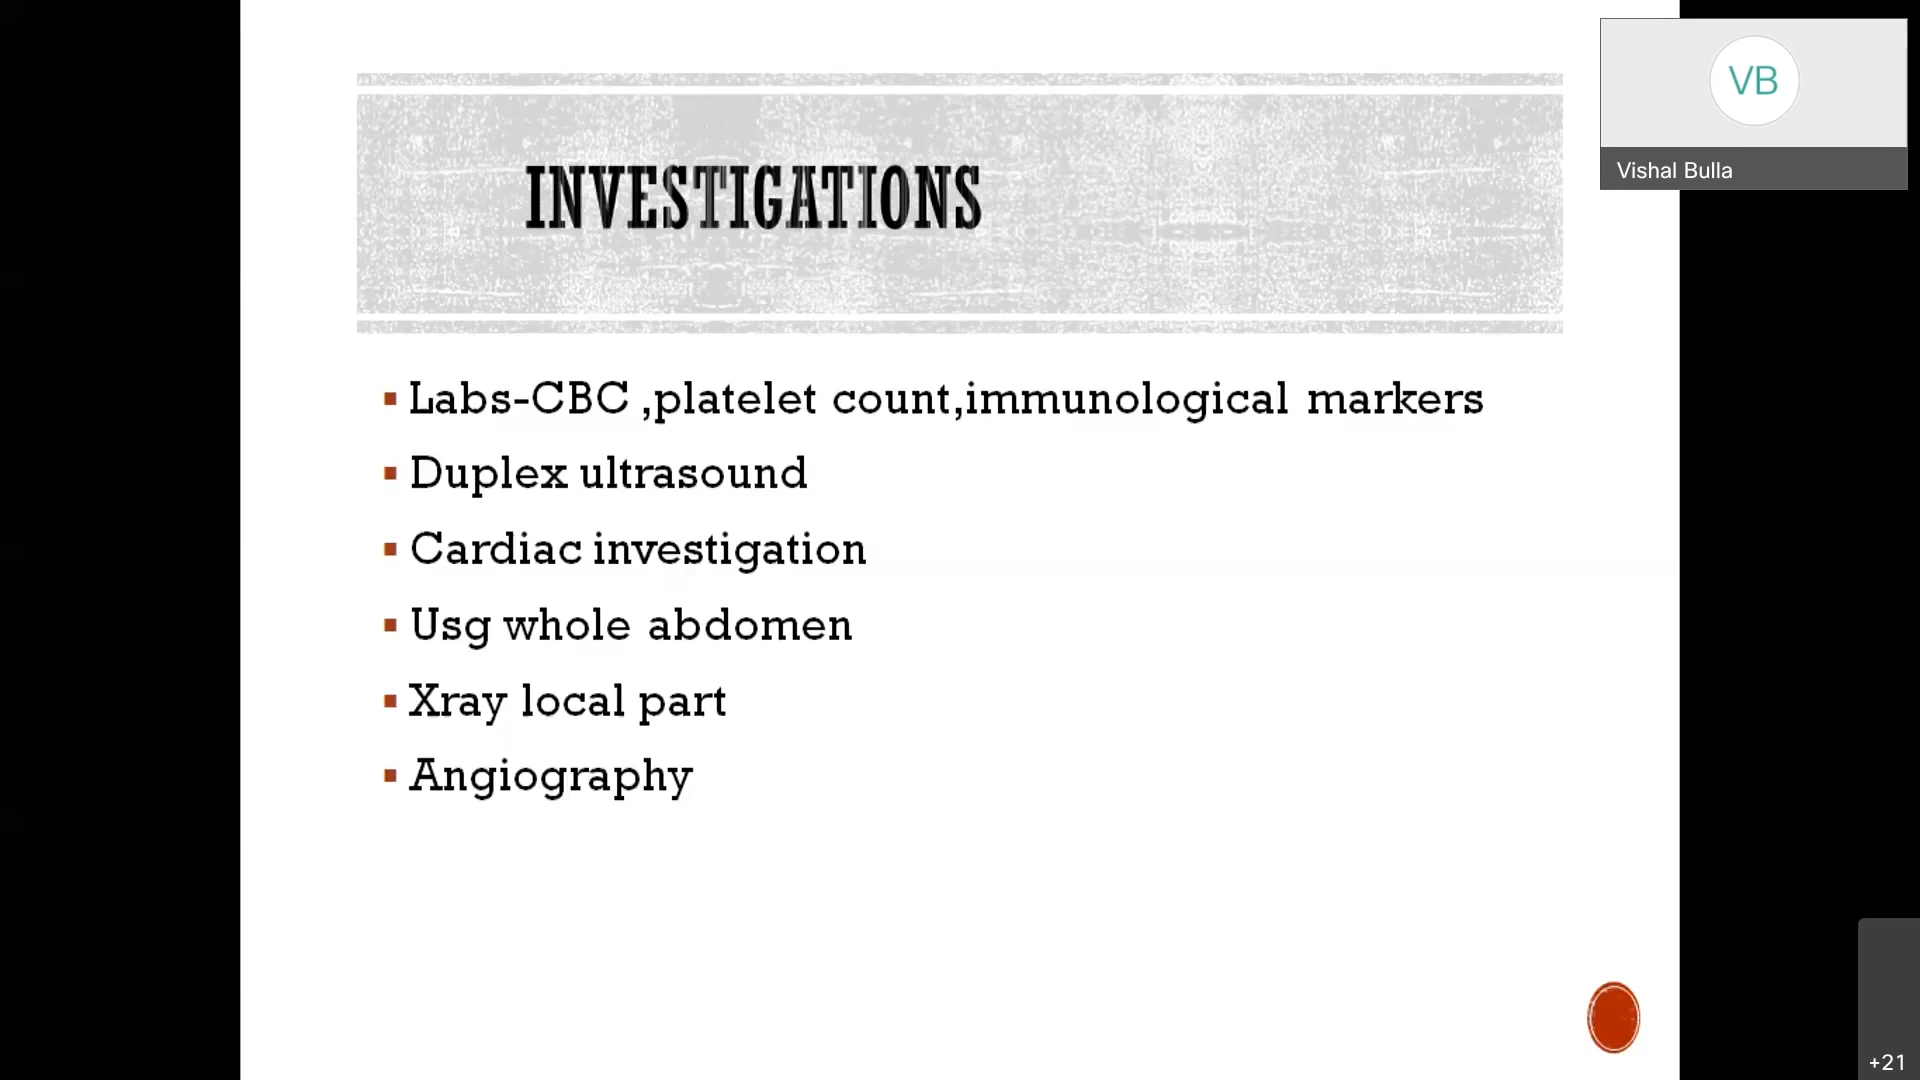 INVESTIGATIONS
Labs-CBC ,platelet count,immunological markers
Duplex ultrasound
Cardiac investigation
Usg whole abdomen
Xray local part
Angiography
VB
Vishal Bulla
+21